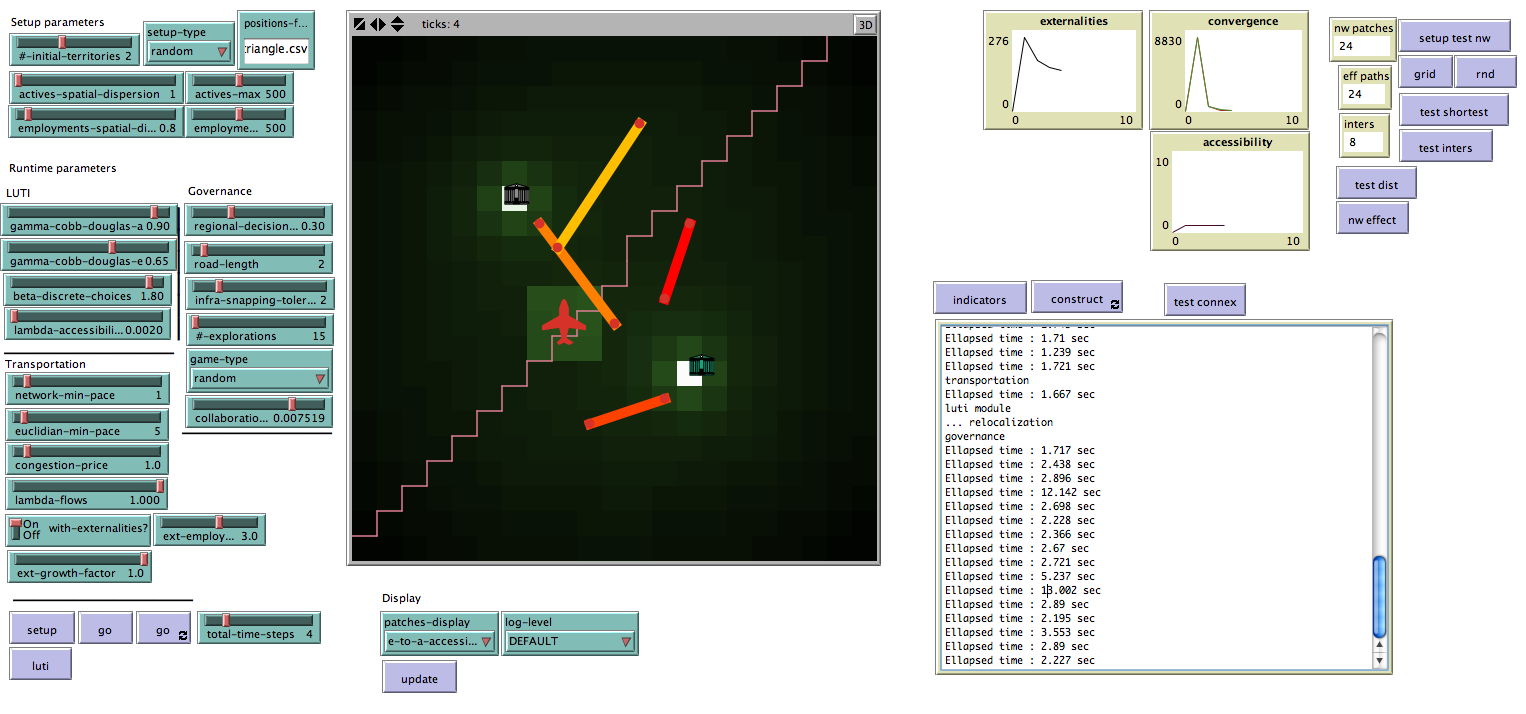 Setup parameters
#-initial-territories 2
setup-type
random
positions-f...
:riangle.csv
actives-spatial-dispersion 1
actives-max 500
employments-spatial-di... 0.8
employme... 500
Runtime parameters
LUTI
Governance
gamma-cobb-douglas-a 0.90
gamma-cobb-douglas-e 0.65
beta-discrete-choices 1.80
lambda-accessibili... 0.0020
regional-decision... 0.30
road-length 2
infra-snapping-toler... 2
#-explorations 15
game-type
random
collaboratio... 0.007519
Transportation
network-min-pace 1
euclidian-min-pace 5
congestion-price 1.0
lambda-flows 1.000
On
Off
with-externalities?
ext-employ... 3.0
ext-growth-factor 1.0
setup
go
go
total-time-steps 4
luti
ticks: 4
3D
Display
patches-display
e-to-a-accessi...
log-level
DEFAULT
update
externalities
276
0
0
10
convergence
8830
0
0
10
accessibility
10
0
0
10
nw patches
24
eff paths
24
inters
8
setup test nw
grid
rnd
test shortest
test inters
test dist
nw effect
indicators
construct
test connex
Ellapsed time : 1.71 sec
Ellapsed time : 1.239 sec
Ellapsed time : 1.721 sec
transportation
Ellapsed time : 1.667 sec
luti module
... relocalization
governance
Ellapsed time : 1.717 sec
Ellapsed time : 2.438 sec
Ellapsed time : 2.896 sec
Ellapsed time : 12.142 sec
Ellapsed time : 2.698 sec
Ellapsed time : 2.228 sec
Ellapsed time : 2.366 sec
Ellapsed time : 2.67 sec
Ellapsed time : 2.721 sec
Ellapsed time : 5.237 sec
Ellapsed time : 13.002 sec
Ellapsed time : 2.89 sec
Ellapsed time : 2.195 sec
Ellapsed time : 3.553 sec
Ellapsed time : 2.89 sec
Ellapsed time : 2.227 sec